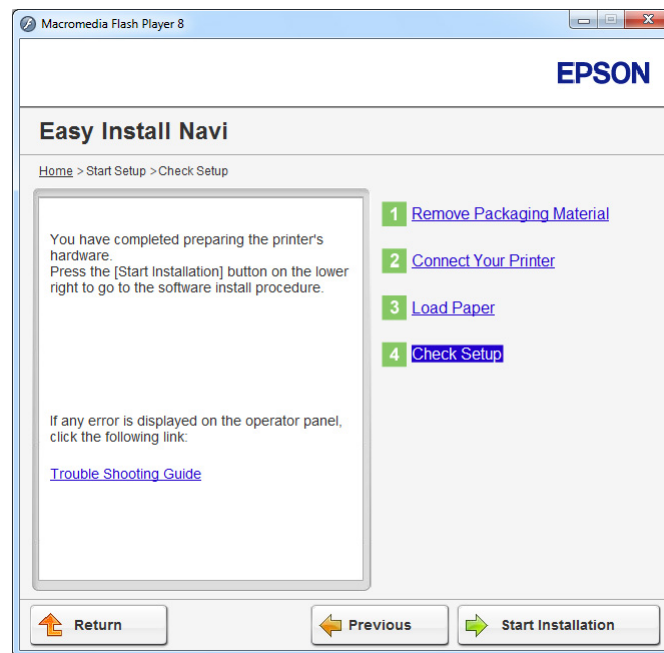 Macromedia Flash Player 8
EPSON
Easy Install Navi
Home > Start Setup >Check Setup
You have completed preparing the printer's
hardware.
Press the [Start Installation] button on the lower
right to go to the software install procedure.
If any error is displayed on the operator panel,
click the following link:
Trouble Shooting Guide
1 Remove Packaging Material
2 Connect Your Printer
3 Load Paper
4 Check Setup
Return
Previous
Start Installation